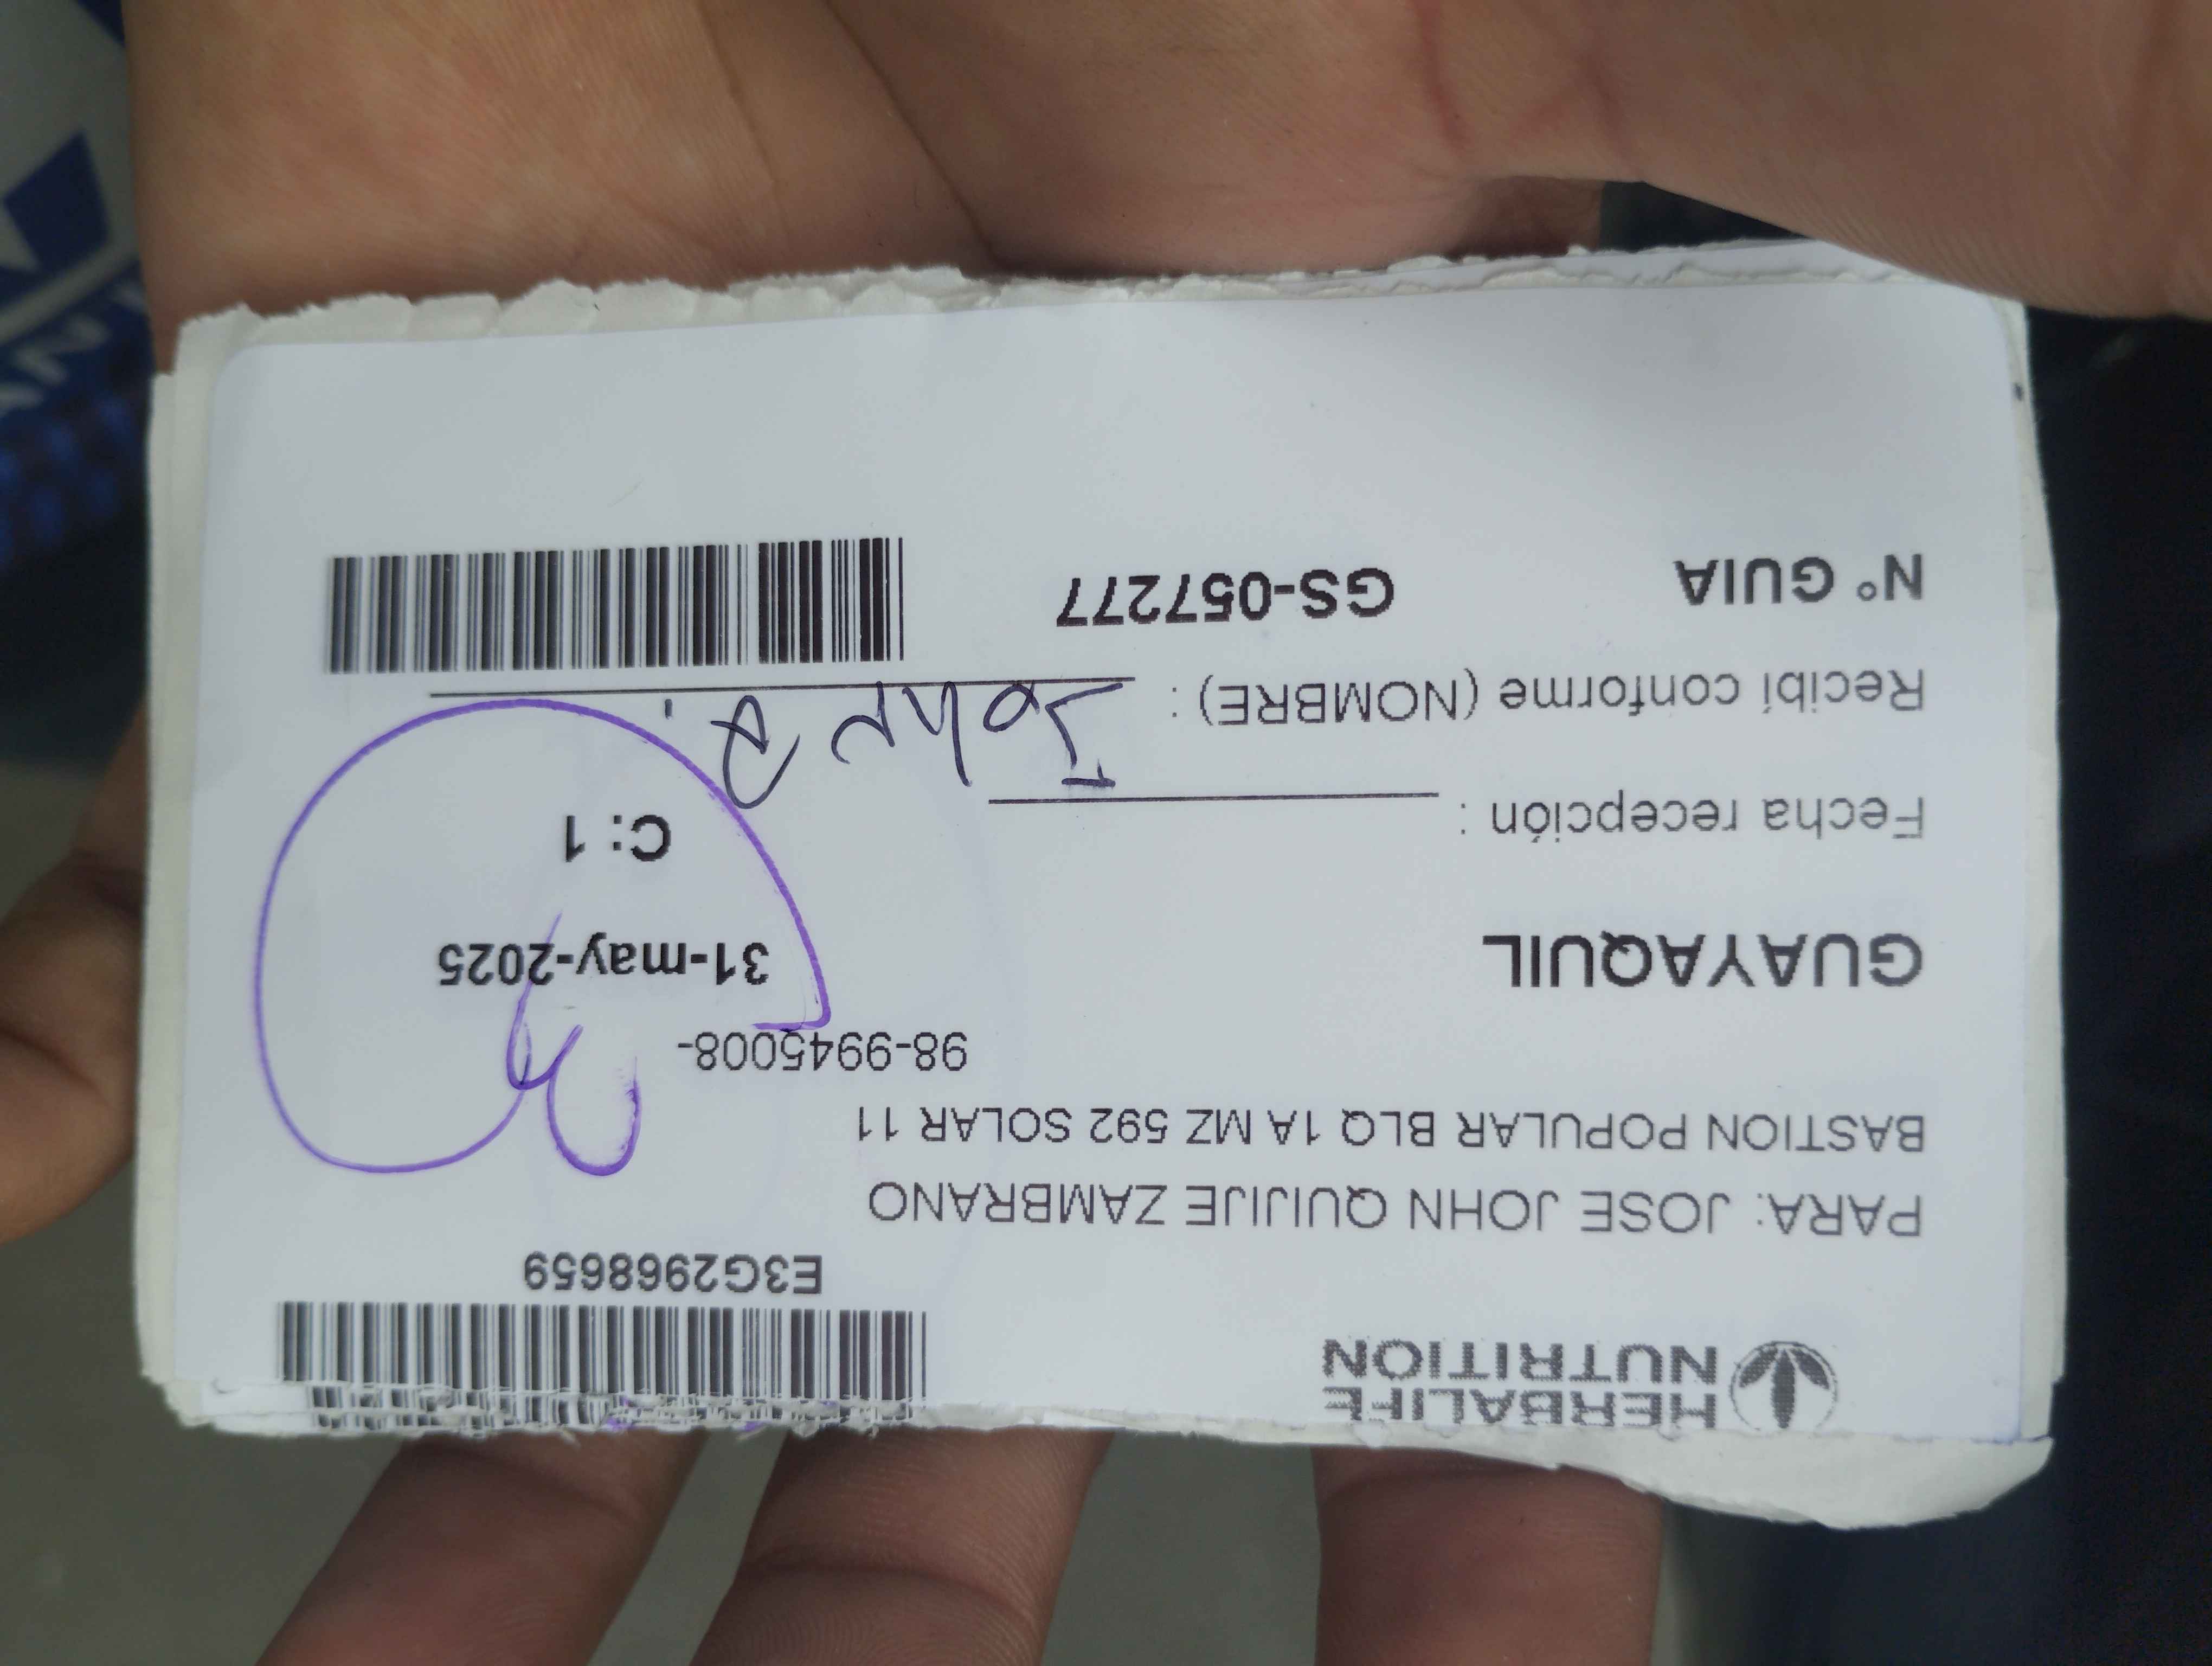 HERBALIFE
NUTRITION
E3G2968659
PARA: JOSE JOHN QUIJIJE ZAMBRANO
BASTION POPULAR BLQ 1A MZ 592 SOLAR 11
98-9945008-
GUAYAQUIL
31-may-2025
C: 1
Fecha recepción :
Recibí conforme (NOMBRE) : John Q.
N° GUIA GS-057277